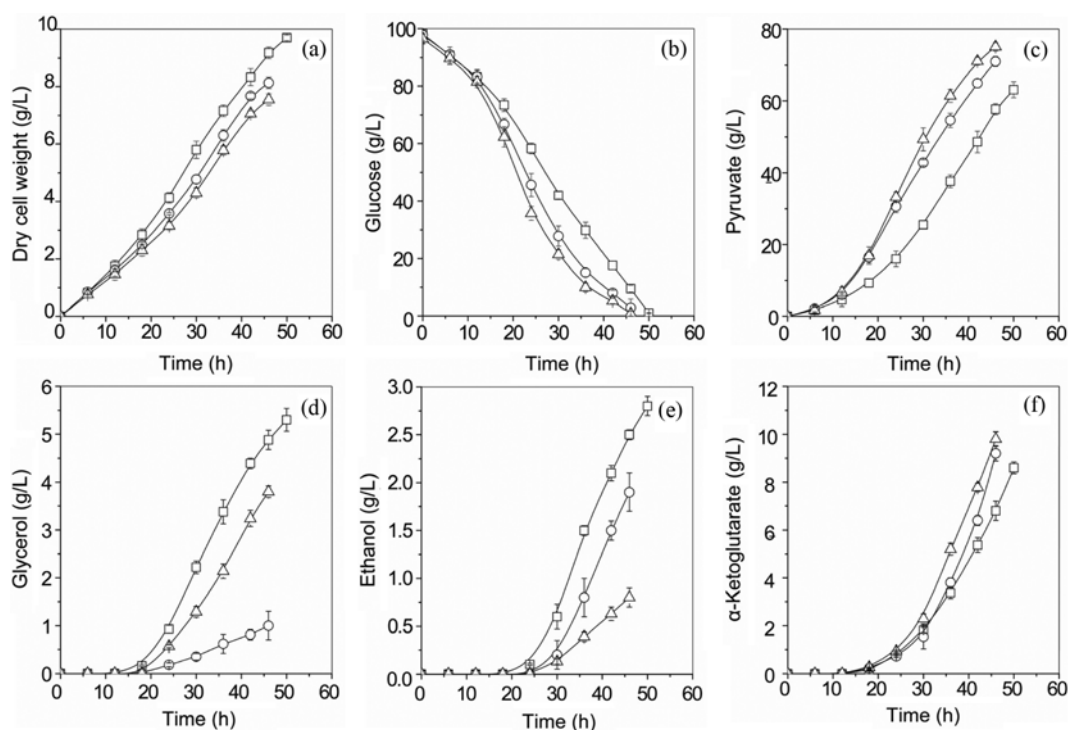 (a)
Dry cell weight (g/L)
10
8
6
4
2
0
0 10 20 30 40 50 60
Time (h)
(b)
Glucose (g/L)
100
80
60
40
20
0
0 10 20 30 40 50 60
Time (h)
(c)
Pyruvate (g/L)
80
60
40
20
0
0 10 20 30 40 50 60
Time (h)
(d)
Glycerol (g/L)
6
5
4
3
2
1
0
0 10 20 30 40 50 60
Time (h)
(e)
Ethanol (g/L)
3.0
2.5
2.0
1.5
1.0
0.5
0.0
0 10 20 30 40 50 60
Time (h)
(f)
α-Ketoglutarate (g/L)
12
10
8
6
4
2
0
0 10 20 30 40 50 60
Time (h)